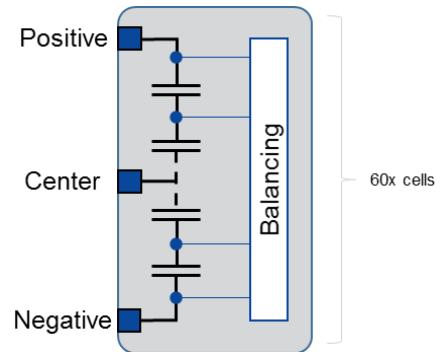 Positive
Center
Negative
Balancing
60x cells